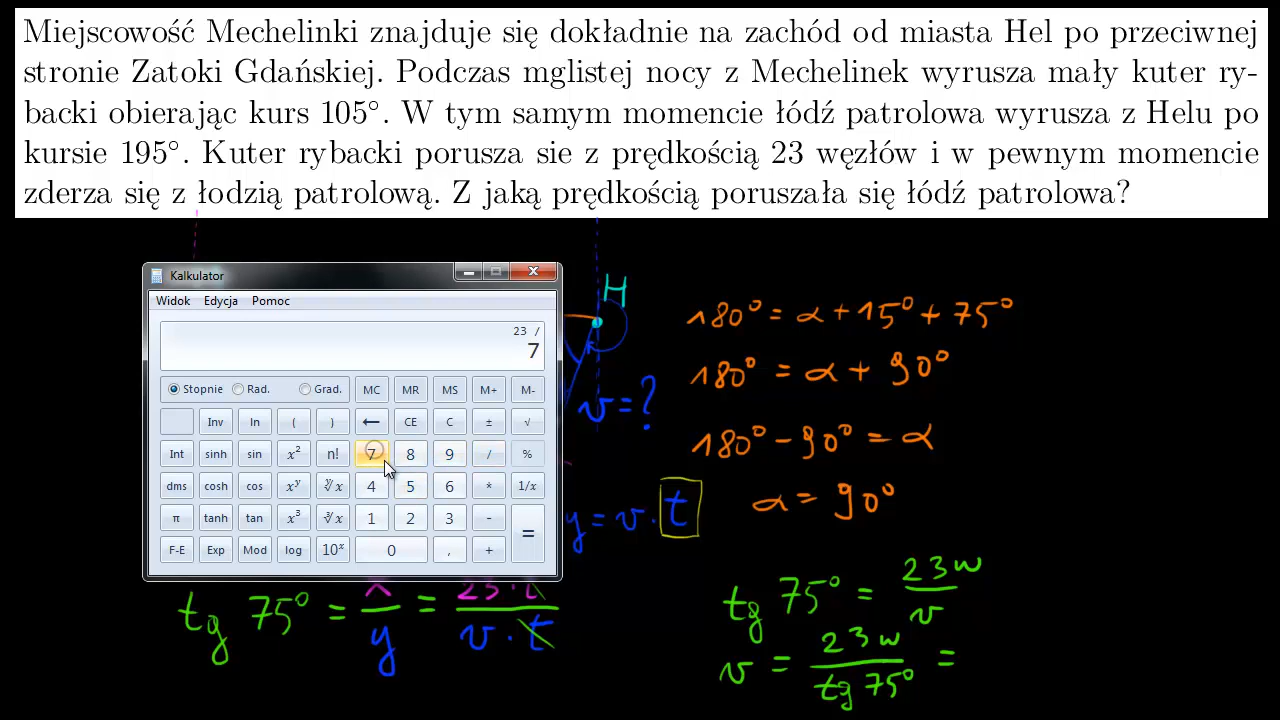 Miejscowość Mechelinki znajduje się dokładnie na zachód od miasta Hel po przeciwnej
stronie Zatoki Gdańskiej. Podczas mglistej nocy z Mechelinek wyrusza mały kuter ry-
backi obierając kurs 105°. W tym samym momencie łódź patrolowa wyrusza z Helu po
kursie 195°. Kuter rybacki porusza sie z prędkością 23 węzłów i w pewnym momencie
zderza się z łodzią patrolową. Z jaką prędkością poruszała się łódź patrolowa?
Kalkulator
Widok Edycja Pomoc
23 /
7
Stopnie Rad. Grad. MC MR MS M+ M-
Inv ln ( ) ← CE C ± √
Int sinh sin x² n! 7 8 9 / %
dms cosh cos xʸ ʸ√x 4 5 6 * 1/x
π tanh tan x³ ³√x 1 2 3 - =
F-E Exp Mod log 10ˣ 0 , +
H
v = ?
y = v · t
180° = α + 15° + 75°
180° = α + 90°
180° - 90° = α
α = 90°
tg 75° = x/y = 23·t/v·t
tg 75° = 23w/v
v = 23w/tg 75° =